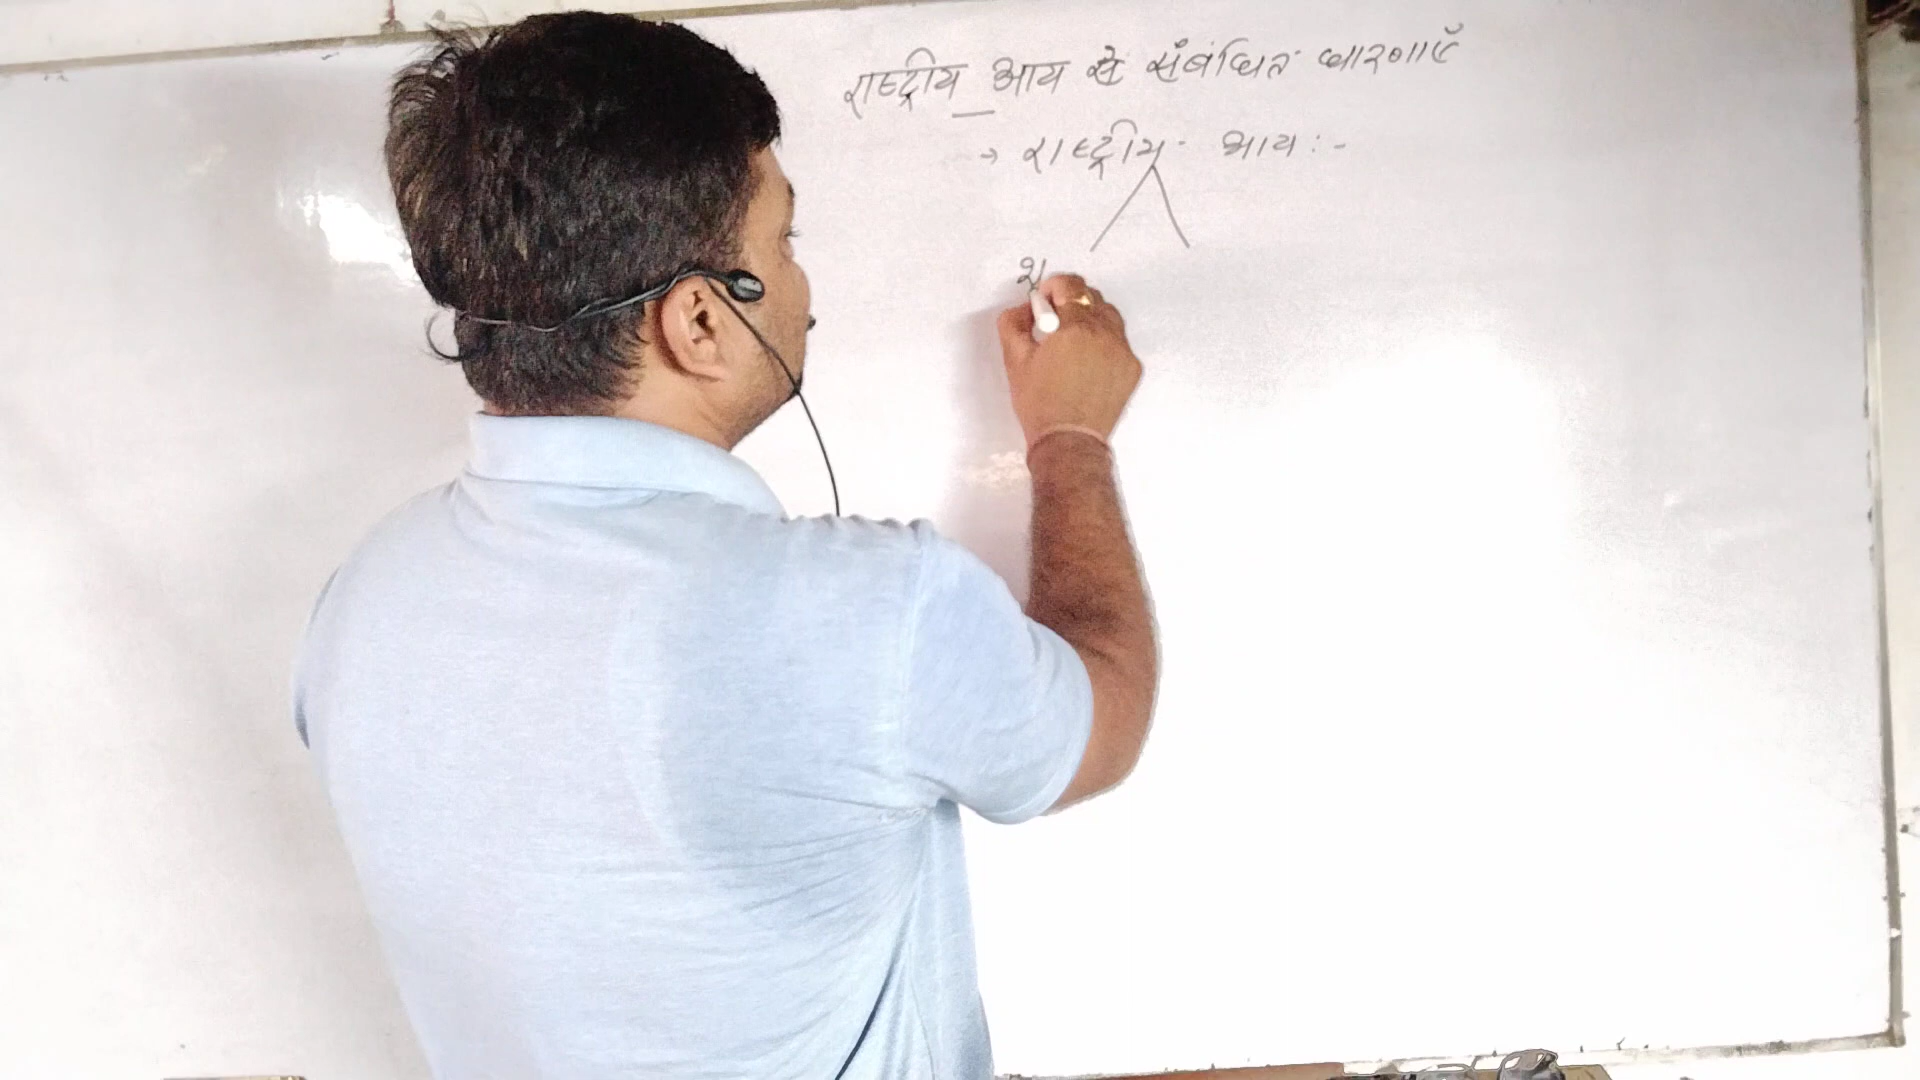 राष्ट्रीय आय से संबंधित धारणाएँ
→ राष्ट्रीय आय :-